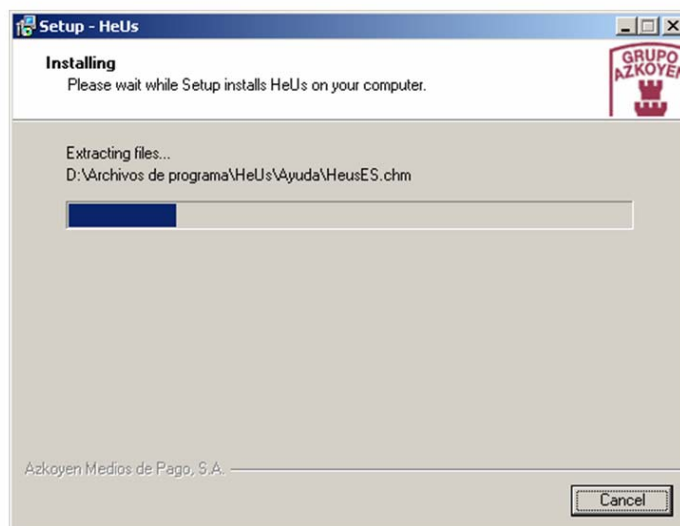 Setup - HeUs
Installing
Please wait while Setup installs HeUs on your computer.
GRUPO
AZKOYEN
Extracting files...
D:\Archivos de programa\HeUs\Ayuda\HeusES.chm
Azkoyen Medios de Pago, S.A.
Cancel